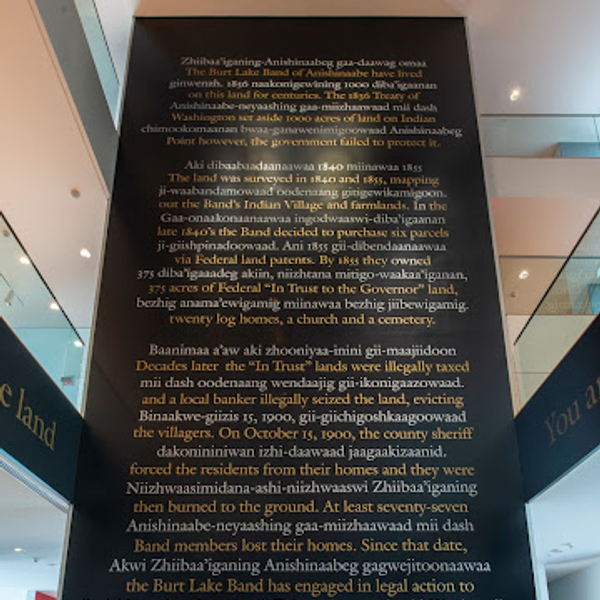 Zhiibaa'iganing-Anishinaabeg gaa-daawag omaa
The Burt Lake Band of Anishinaabe have lived
ginwenzh. 1836 naakonigewining 1000 diba'igaanan
on this land for centuries. The 1836 Treaty of
Anishinaabe-neyaashing gaa-miizhaawaad mii dash
Washington set aside 1000 acres of land on Indian
chimookomaanan bwaa-ganawenimigoowaad Anishinaabeg
Point however, the government failed to protect it.
Aki dibaabaadaanaawaa 1840 miinawaa 1855
The land was surveyed in 1840 and 1855, mapping
ji-waabandamowaad oodenaang gitigewikamigoon.
out the Band's Indian Village and farmlands. In the
Gaa-onaakonaanaawaa ingodwaaswi-diba'igaanan
late 1840's the Band decided to purchase six parcels
ji-giishpinadoowaad. Ani 1855 gii-dibendaanaawaa
via Federal land patents. By 1855 they owned
375 diba'igaaadeg akiin, niizhtana mitigo-waakaa'iganan,
375 acres of Federal "In Trust to the Governor" land,
bezhig anama'ewigamig miinawaa bezhig jiibewigamig.
twenty log homes, a church and a cemetery.
Baanimaa a'aw aki zhooniyaa-inini gii-maajiidoon
Decades later the "In Trust" lands were illegally taxed
mii dash oodenaang wendaajig gii-ikonigaazowaad.
and a local banker illegally seized the land, evicting
Binaakwe-giizis 15, 1900, gii-giichigoshkaagoowaad
the villagers. On October 15, 1900, the county sheriff
dakonininiwan izhi-daawaad jaagaakizaanid.
forced the residents from their homes and they were
Niizhwaasimidana-ashi-niizhwaaswi Zhiibaa'iganing
then burned to the ground. At least seventy-seven
Anishinaabe-neyaashing gaa-miizhaawaad mii dash
Band members lost their homes. Since that date,
Akwi Zhiibaa'iganing Anishinaabeg gagwejitoonaawaa
the Burt Lake Band has engaged in legal action to
e land
You a